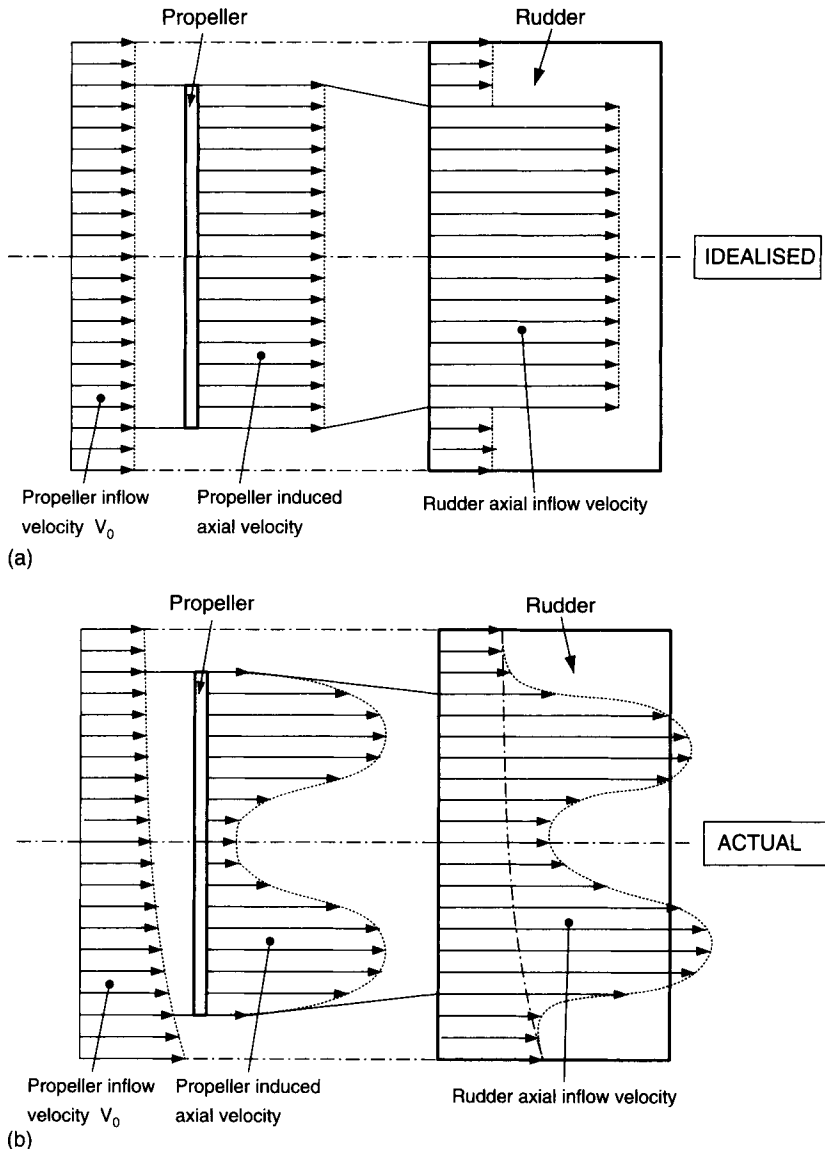 Propeller
Rudder
IDEALISED
Propeller inflow
velocity V₀
Propeller induced
axial velocity
Rudder axial inflow velocity
(a)
Propeller
Rudder
ACTUAL
Propeller inflow
velocity V₀
Propeller induced
axial velocity
Rudder axial inflow velocity
(b)